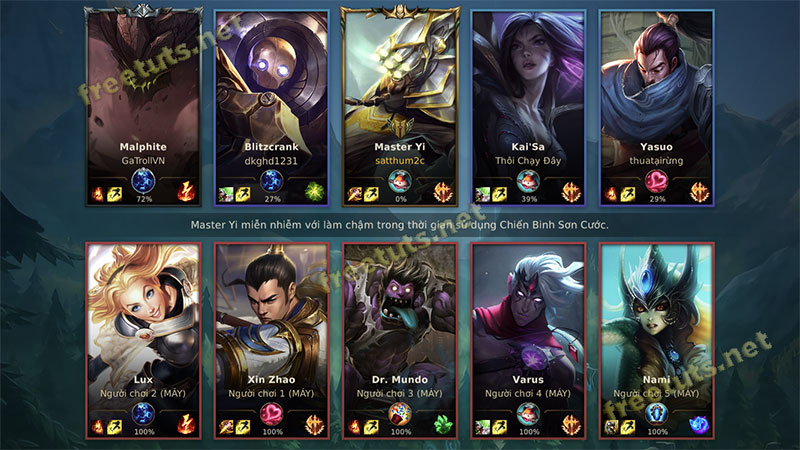 freetuts.net
Malphite
GaTrollVN
72%
Blitzcrank
dkghd1231
27%
Master Yi
satthum2c
0%
Kai'Sa
Thôi Chạy Đây
39%
Yasuo
thuatạirừng
29%
Master Yi miễn nhiễm với làm chậm trong thời gian sử dụng Chiến Binh Sơn Cước.
freetuts.net
Lux
Người chơi 2 (MÁY)
100%
Xin Zhao
Người chơi 1 (MÁY)
100%
Dr. Mundo
Người chơi 3 (MÁY)
100%
Varus
Người chơi 4 (MÁY)
100%
Nami
Người chơi 5 (MÁY)
100%
freetuts.net